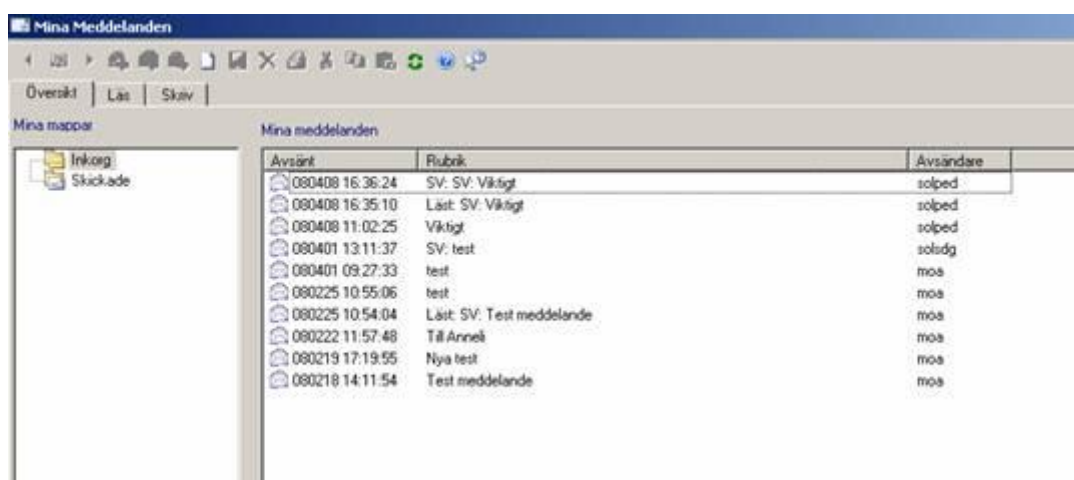 Mina Meddelanden
Översikt Läs Skriv
Mina mappar Mina meddelanden
Inkorg
Skickade
Avsänt Rubrik Avsändare
080408 16:36:24 SV: SV: Viktigt solped
080408 16:35:10 Läst: SV: Viktigt solped
080408 11:02:25 Viktigt solped
080401 13:11:37 SV: test solsdg
080401 09:27:33 test moa
080225 10:55:06 test moa
080225 10:54:04 Läst: SV: Test meddelande moa
080222 11:57:48 Till Anneli moa
080219 17:19:55 Nya test moa
080218 14:11:54 Test meddelande moa